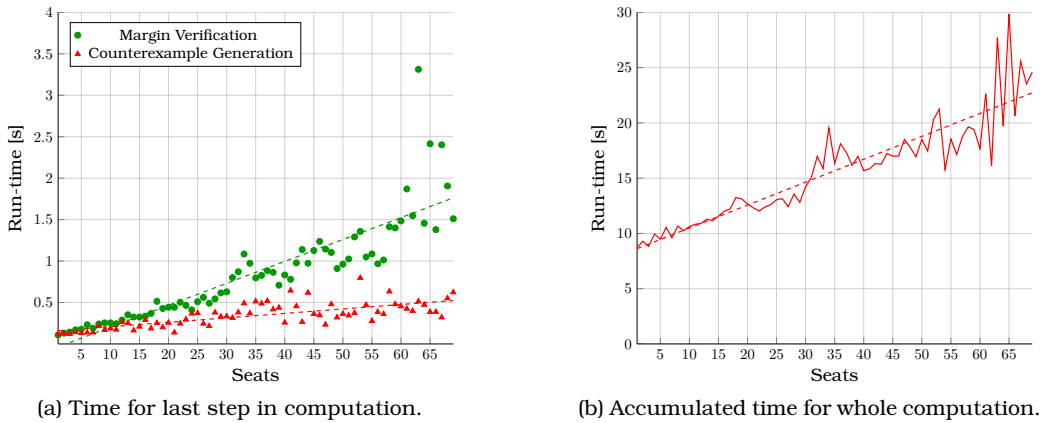 4
3.5
3
2.5
2
1.5
1
0.5
Run-time [s]
Margin Verification
Counterexample Generation
5 10 15 20 25 30 35 40 45 50 55 60 65
Seats
(a) Time for last step in computation.
30
25
20
15
10
5
0
Run-time [s]
5 10 15 20 25 30 35 40 45 50 55 60 65
Seats
(b) Accumulated time for whole computation.